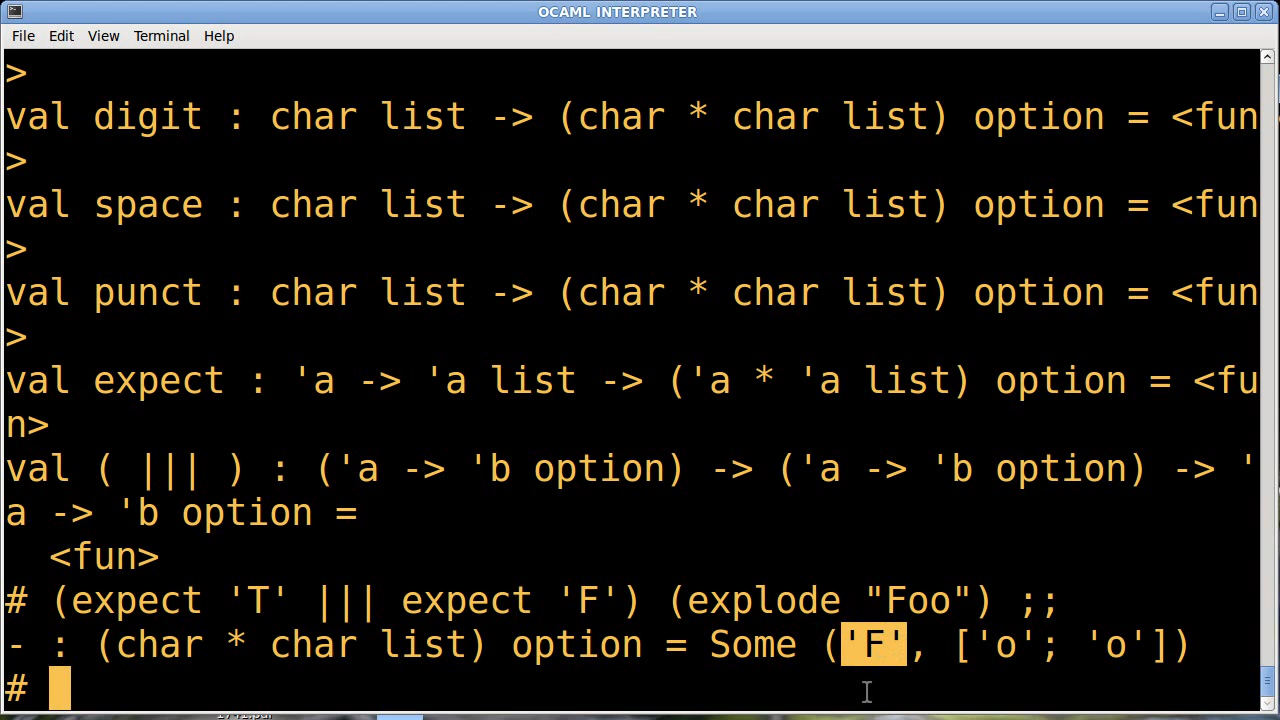 OCAML INTERPRETER
File Edit View Terminal Help
>
val digit : char list -> (char * char list) option = <fun
>
val space : char list -> (char * char list) option = <fun
>
val punct : char list -> (char * char list) option = <fun
>
val expect : 'a -> 'a list -> ('a * 'a list) option = <fu
n>
val ( ||| ) : ('a -> 'b option) -> ('a -> 'b option) -> '
a -> 'b option =
  <fun>
# (expect 'T' ||| expect 'F') (explode "Foo") ;;
- : (char * char list) option = Some ('F', ['o'; 'o'])
#